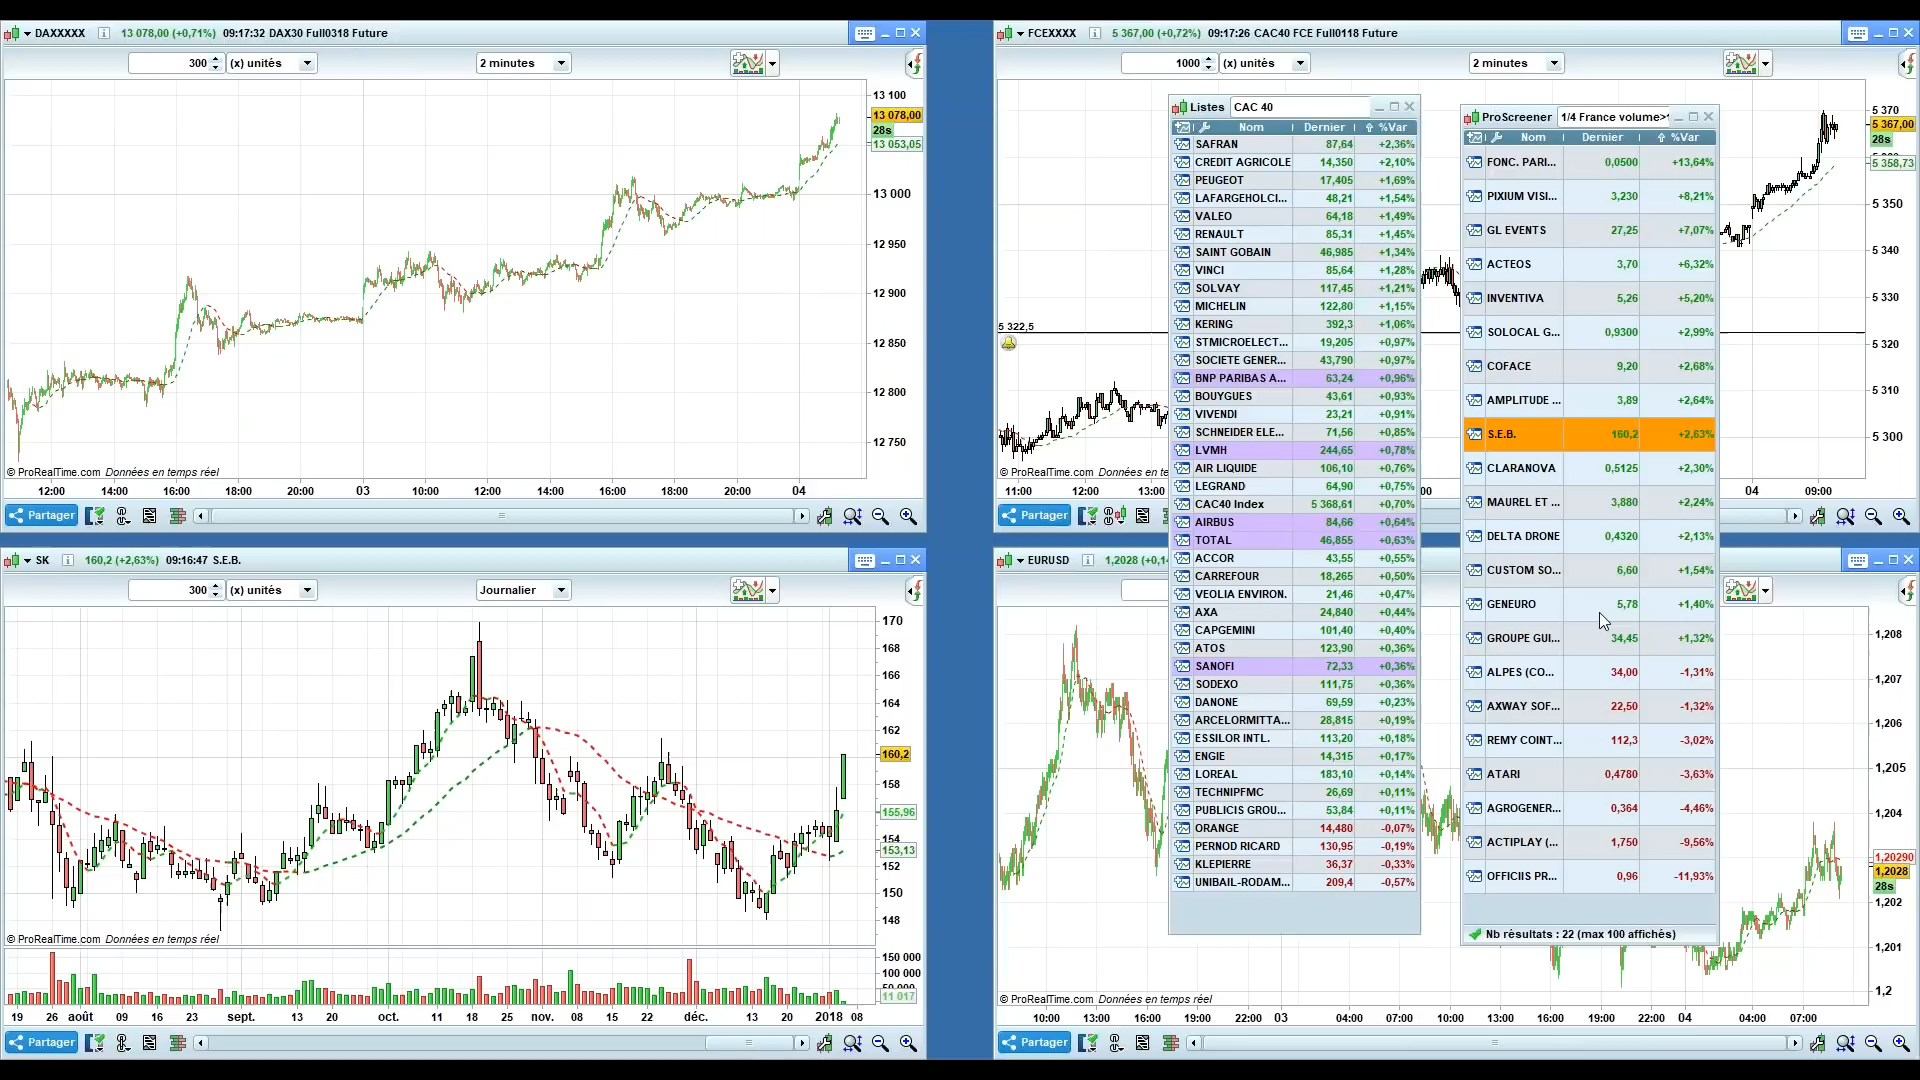 DAXXXXX 13 078,00 (+0,71%) 09:17:32 DAX30 Full0318 Future
300 (x) unités 2 minutes
13 100
13 078,00
28s
13 053,05
13 000
12 950
12 900
12 850
12 800
12 750
© ProRealTime.com Données en temps réel
12:00 14:00 16:00 18:00 20:00 03 10:00 12:00 14:00 16:00 18:00 20:00 04
Partager
FCEXXXX 5 367,00 (+0,72%) 09:17:26 CAC40 FCE Full0118 Future
1000 (x) unités 2 minutes
5 370
5 367,00
28s
5 358,73
5 350
5 340
5 330
5 320
5 310
5 300
5 322,5
© ProRealTime.com Données en te
11:00 12:00 13:00 00 04 09:00
Partager
Listes CAC 40
Nom Dernier %Var
SAFRAN 87,64 +2,36%
CREDIT AGRICOLE 14,350 +2,10%
PEUGEOT 17,405 +1,69%
LAFARGEHOLCI... 48,21 +1,54%
VALEO 64,18 +1,49%
RENAULT 85,31 +1,45%
SAINT GOBAIN 46,985 +1,34%
VINCI 85,64 +1,28%
SOLVAY 117,45 +1,21%
MICHELIN 122,80 +1,15%
KERING 392,3 +1,06%
STMICROELECT... 19,205 +0,97%
SOCIETE GENER... 43,790 +0,97%
BNP PARIBAS A... 63,24 +0,96%
BOUYGUES 43,61 +0,93%
VIVENDI 23,21 +0,91%
SCHNEIDER ELE... 71,56 +0,85%
LVMH 244,65 +0,78%
AIR LIQUIDE 106,10 +0,76%
LEGRAND 64,90 +0,75%
CAC40 Index 5 368,61 +0,70%
AIRBUS 84,66 +0,64%
TOTAL 46,855 +0,63%
ACCOR 43,55 +0,55%
CARREFOUR 18,265 +0,50%
VEOLIA ENVIRON. 21,46 +0,47%
AXA 24,840 +0,44%
CAPGEMINI 101,40 +0,40%
ATOS 123,90 +0,36%
SANOFI 72,33 +0,36%
SODEXO 111,75 +0,36%
DANONE 69,59 +0,23%
ARCELORMITTA... 28,815 +0,19%
ESSILOR INTL. 113,20 +0,18%
ENGIE 14,315 +0,17%
LOREAL 183,10 +0,14%
TECHNIPFMC 26,69 +0,11%
PUBLICIS GROU... 53,84 +0,11%
ORANGE 14,480 -0,07%
PERNOD RICARD 130,95 -0,19%
KLEPIERRE 36,37 -0,33%
UNIBAIL-RODAM... 209,4 -0,57%
ProScreener 1/4 France volume>
Nom Dernier %Var
FONC. PARI... 0,0500 +13,64%
PIXIUM VISI... 3,230 +8,21%
GL EVENTS 27,25 +7,07%
ACTEOS 3,70 +6,32%
INVENTIVA 5,26 +5,20%
SOLOCAL G... 0,9300 +2,99%
COFACE 9,20 +2,68%
AMPLITUDE ... 3,89 +2,64%
S.E.B. 160,2 +2,63%
CLARANOVA 0,5125 +2,30%
MAUREL ET ... 3,880 +2,24%
DELTA DRONE 0,4320 +2,13%
CUSTOM SO... 6,60 +1,54%
GENEURO 5,78 +1,40%
GROUPE GUI... 34,45 +1,32%
ALPES (CO... 34,00 -1,31%
AXWAY SOF... 22,50 -1,32%
REMY COINT... 112,3 -3,02%
ATARI 0,4780 -3,63%
AGROGENER... 0,364 -4,46%
ACTIPLAY (... 1,750 -9,56%
OFFICIIS PR... 0,96 -11,93%
Nb résultats : 22 (max 100 affichés)
SK 160,2 (+2,63%) 09:16:47 S.E.B.
300 (x) unités Journalier
170
168
166
164
162
160,2
158
155,96
154
153,13
152
150
148
© ProRealTime.com Données en temps réel
150 000
100 000
11 017
19 26 août 09 16 23 sept. 13 20 oct. 11 18 25 nov. 08 15 22 déc. 13 20 2018 08
Partager
EURUSD 1,2028 (+0,1
1,208
1,207
1,206
1,205
1,204
1,20290
1,2028
28s
1,202
1,201
1,2
© ProRealTime.com Données en temps réel
10:00 13:00 16:00 19:00 22:00 03 04:00 07:00 10:00 13:00 16:00 19:00 22:00 04 04:00 07:00
Partager